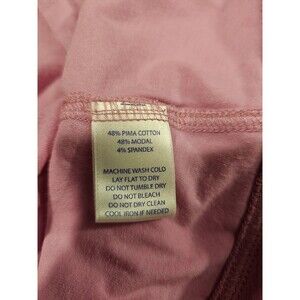 48% PIMA COTTON
48% MODAL
4% SPANDEX
MACHINE WASH COLD
LAY FLAT TO DRY
DO NOT TUMBLE DRY
DO NOT BLEACH
DO NOT DRY CLEAN
COOL IRON IF NEEDED